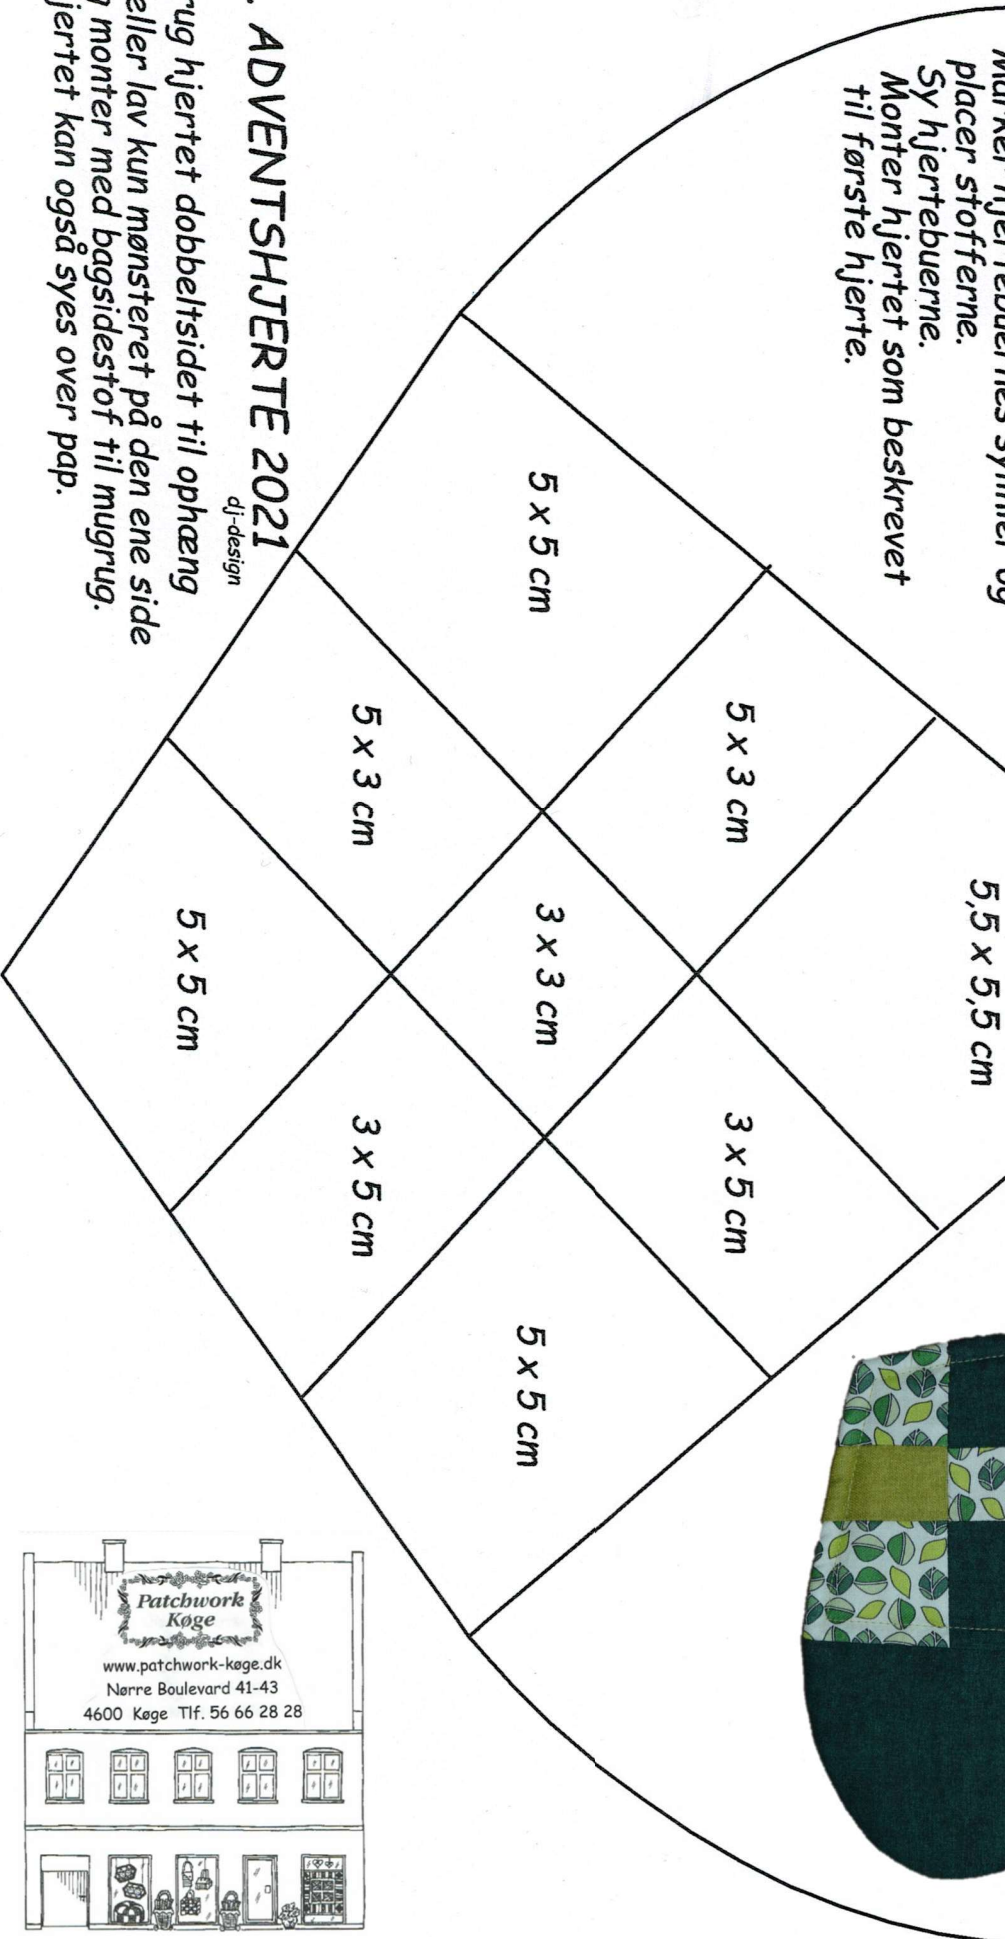 placer stofferne.
Sy hjertebuerne.
Monter hjertet som beskrevet
til første hjerte.
5,5 x 5,5 cm
5 x 3 cm
3 x 5 cm
5 x 5 cm
3 x 3 cm
5 x 5 cm
5 x 3 cm
3 x 5 cm
5 x 5 cm
. ADVENTSHJERTE 2021
dj-design
hjertet dobbeltsidet til ophæng
eller lav kun mønsteret på den ene side
monter med bagsidestof til mugrug.
kan også syes over pap.
Patchwork
Køge
www.patchwork-køge.dk
Nørre Boulevard 41-43
4600 Køge Tlf. 56 66 28 28